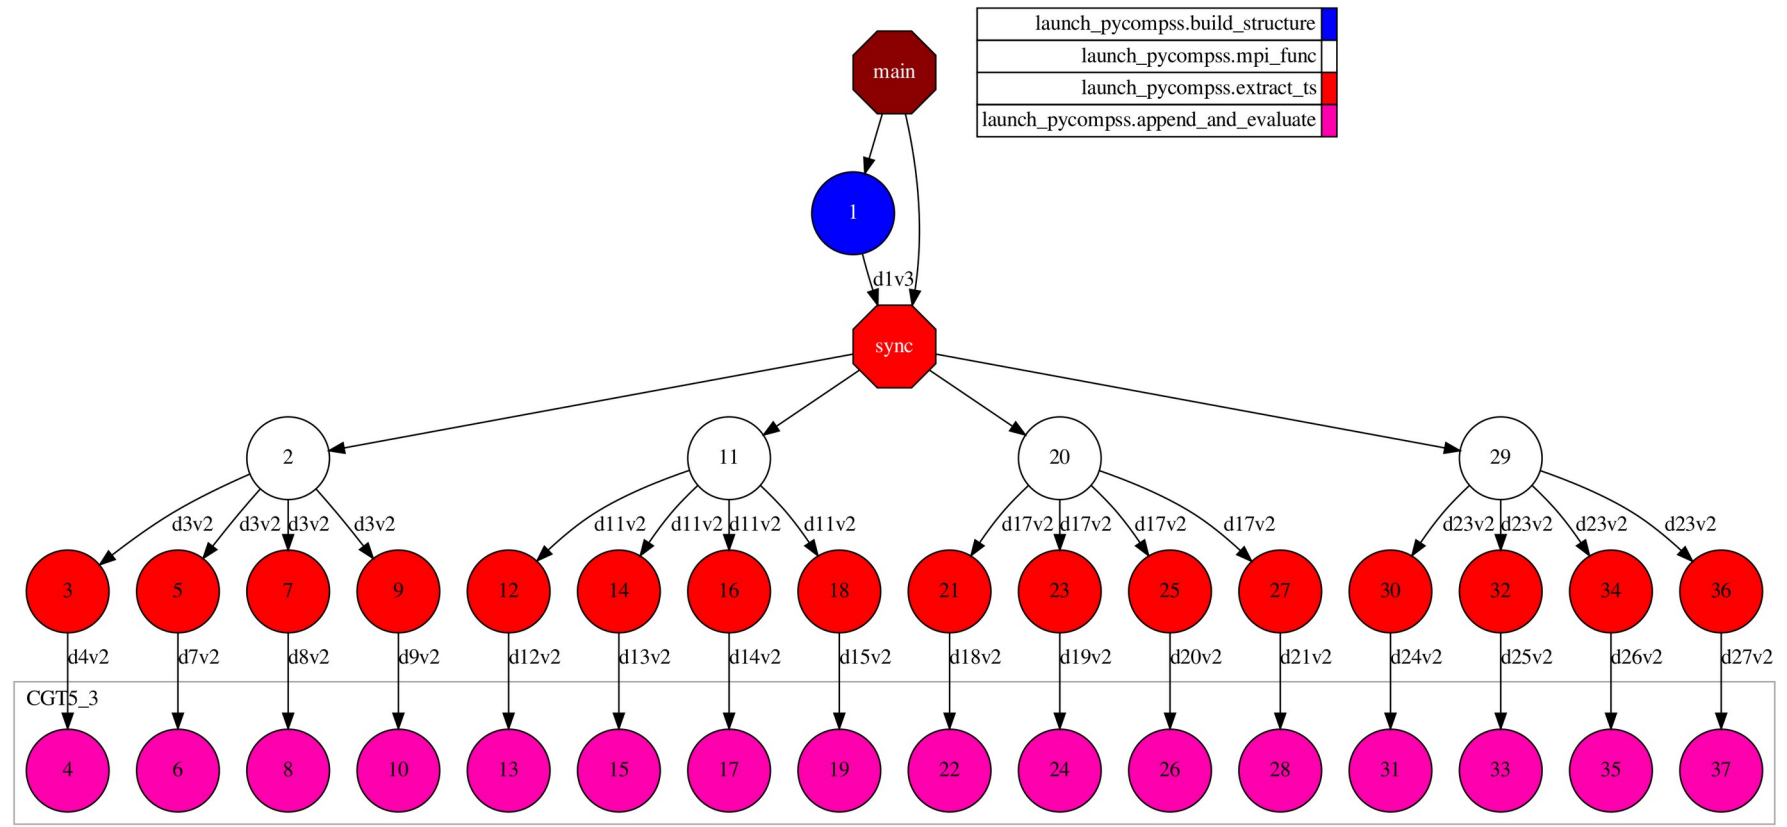 main
launch_pycompss.build_structure
launch_pycompss.mpi_func
launch_pycompss.extract_ts
launch_pycompss.append_and_evaluate
1
d1v3
sync
2 11 20 29
d3v2 d3v2 d3v2 d3v2 d11v2 d11v2 d11v2 d11v2 d17v2 d17v2 d17v2 d17v2 d23v2 d23v2 d23v2 d23v2
3 5 7 9 12 14 16 18 21 23 25 27 30 32 34 36
d4v2 d7v2 d8v2 d9v2 d12v2 d13v2 d14v2 d15v2 d18v2 d19v2 d20v2 d21v2 d24v2 d25v2 d26v2 d27v2
CGT5_3
4 6 8 10 13 15 17 19 22 24 26 28 31 33 35 37